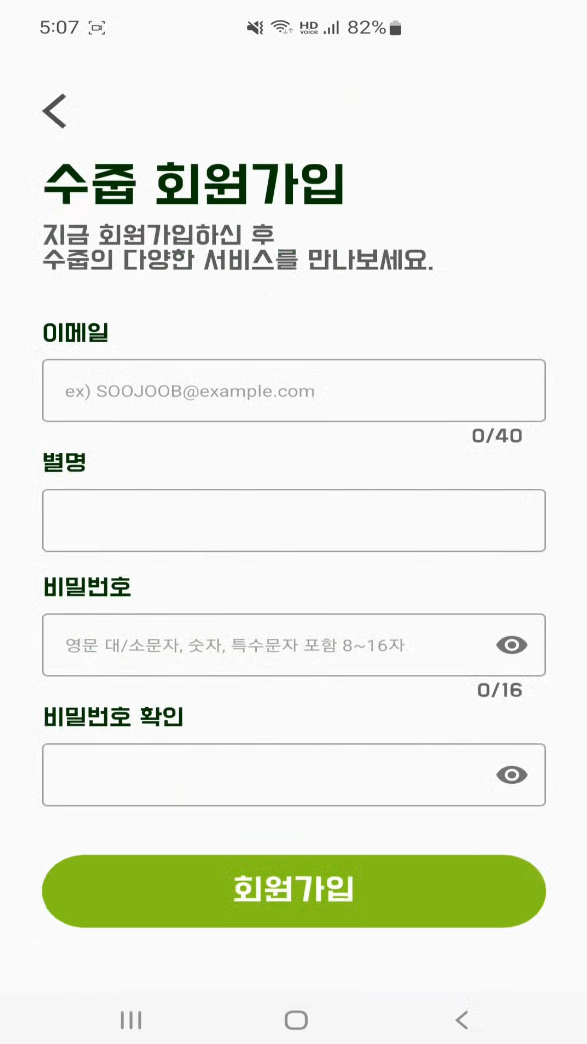 5:07 HD voice 82%
수줍 회원가입
지금 회원가입하신 후
수줍의 다양한 서비스를 만나보세요.
이메일
ex) SOOJOOB@example.com
0/40
별명
비밀번호
영문 대/소문자, 숫자, 특수문자 포함 8~16자
0/16
비밀번호 확인
회원가입